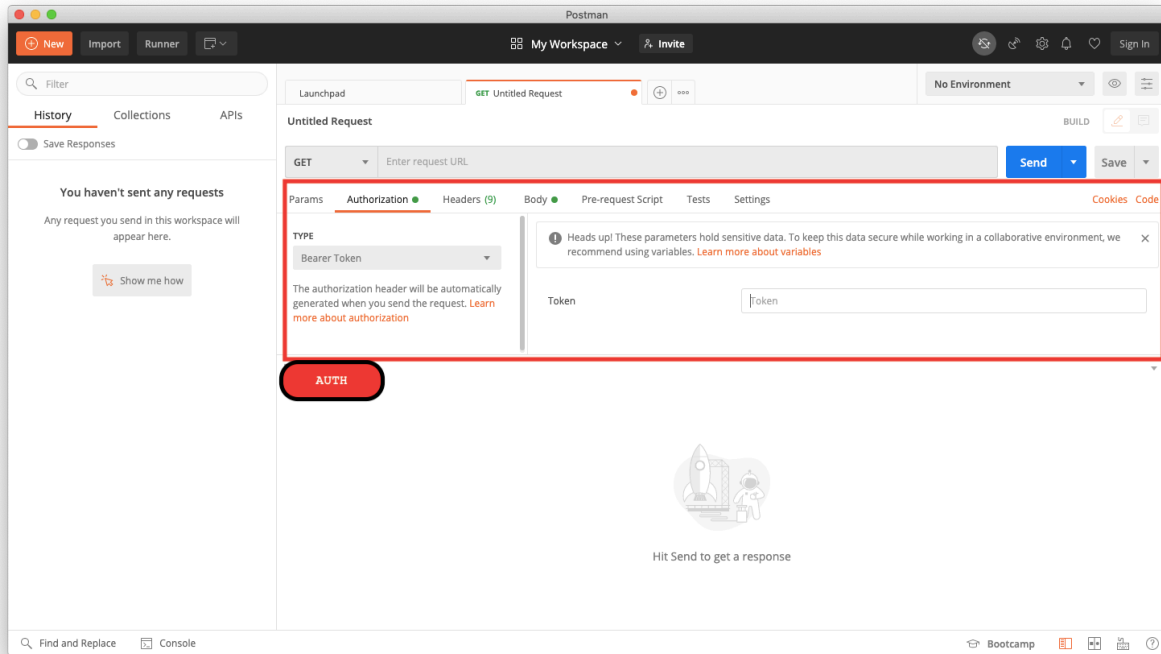 Postman
New Import Runner My Workspace Invite Sign In
Filter
History Collections APIs
Save Responses
You haven't sent any requests
Any request you send in this workspace will
appear here.
Show me how
Launchpad GET Untitled Request No Environment
Untitled Request BUILD
GET Enter request URL Send Save
Params Authorization Headers (9) Body Pre-request Script Tests Settings Cookies Code
TYPE
Bearer Token
The authorization header will be automatically
generated when you send the request. Learn
more about authorization
Heads up! These parameters hold sensitive data. To keep this data secure while working in a collaborative environment, we
recommend using variables. Learn more about variables
Token Token
AUTH
Hit Send to get a response
Find and Replace Console Bootcamp